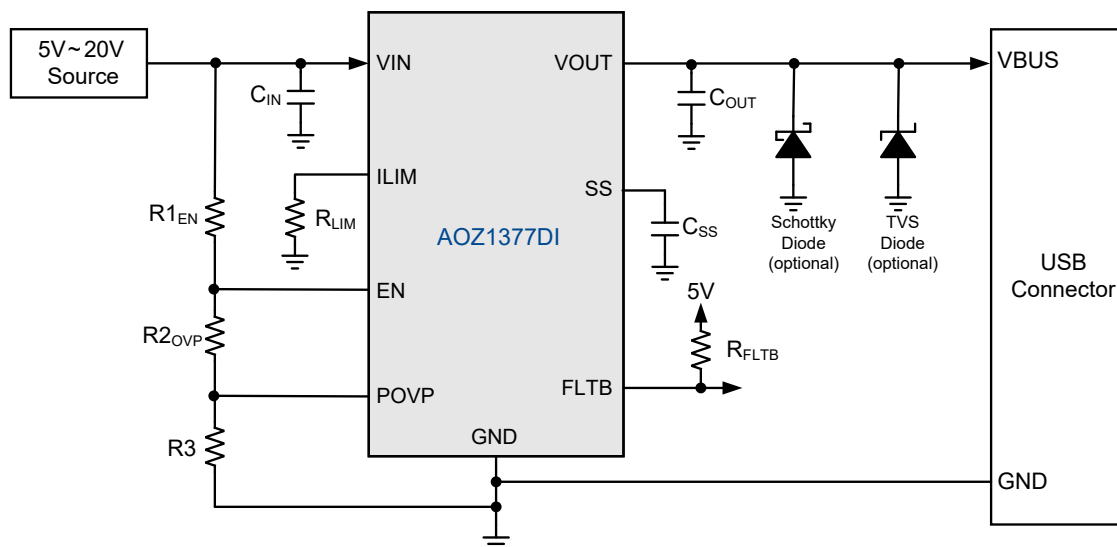 5V~20V
Source
VIN
VOUT
VBUS
CIN
COUT
ILIM
SS
R1EN
RLIM
CSS
AOZ1377DI
Schottky
Diode
(optional)
TVS
Diode
(optional)
USB
Connector
EN
5V
R2OVP
RFLTB
POVP
FLTB
GND
R3
GND